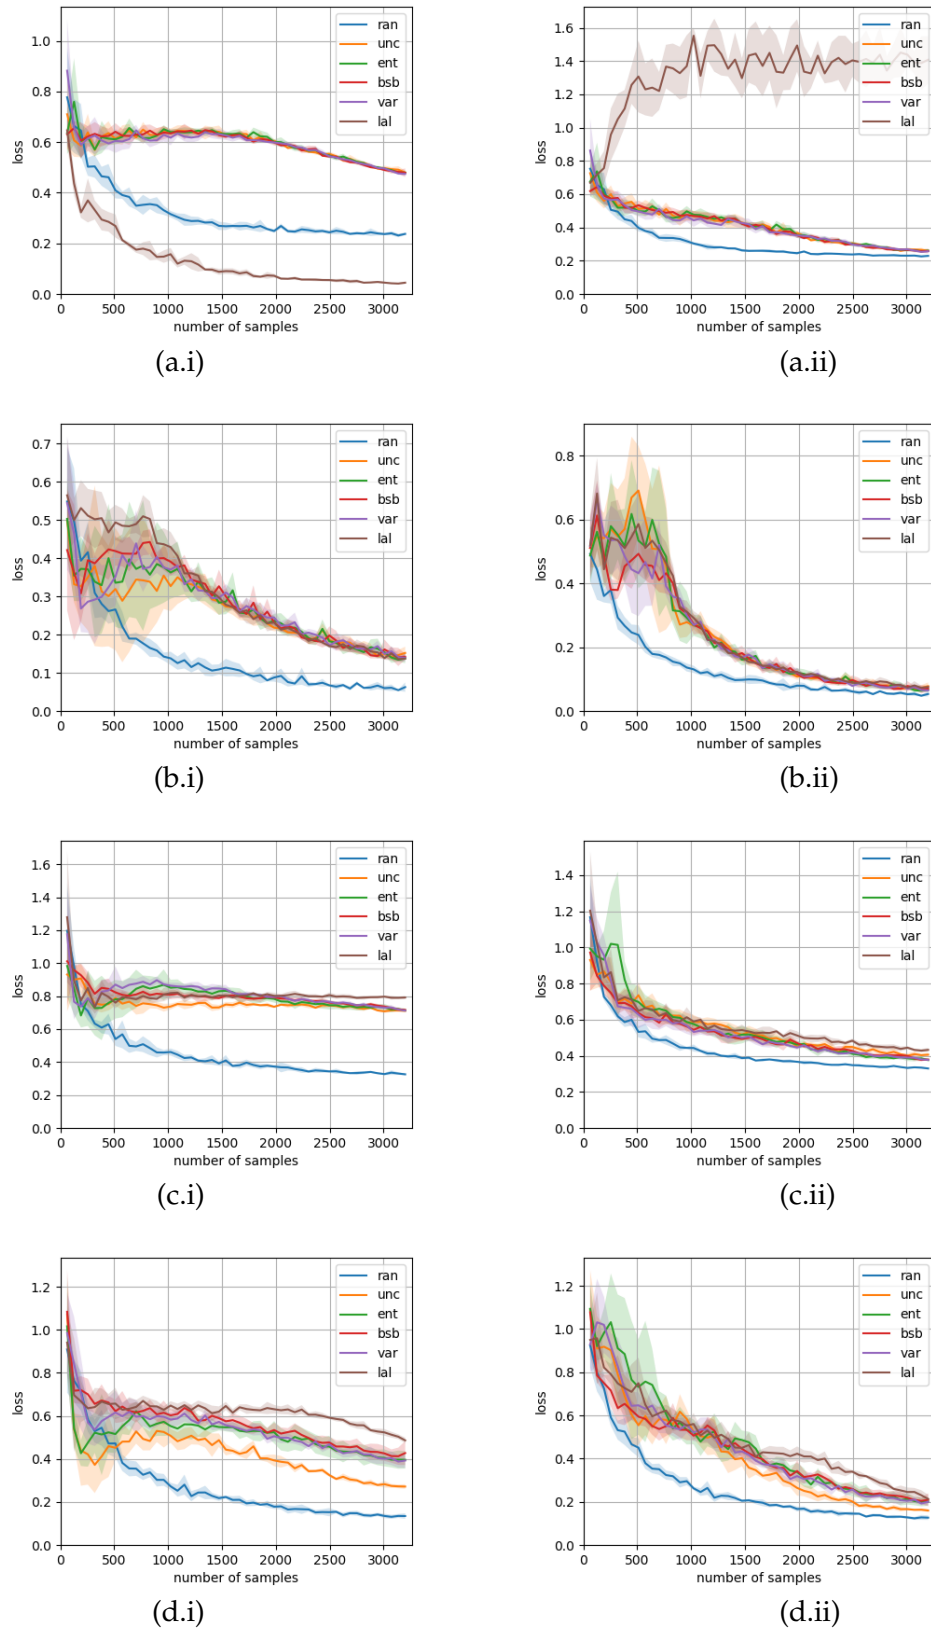 1.0
0.8
0.6
0.4
0.2
0.0
loss
0 500 1000 1500 2000 2500 3000
number of samples
ran
unc
ent
bsb
var
lal
(a.i)
1.6
1.4
1.2
1.0
0.8
0.6
0.4
0.2
0.0
loss
0 500 1000 1500 2000 2500 3000
number of samples
ran
unc
ent
bsb
var
lal
(a.ii)
0.7
0.6
0.5
0.4
0.3
0.2
0.1
0.0
loss
0 500 1000 1500 2000 2500 3000
number of samples
ran
unc
ent
bsb
var
lal
(b.i)
0.8
0.6
0.4
0.2
0.0
loss
0 500 1000 1500 2000 2500 3000
number of samples
ran
unc
ent
bsb
var
lal
(b.ii)
1.6
1.4
1.2
1.0
0.8
0.6
0.4
0.2
0.0
loss
0 500 1000 1500 2000 2500 3000
number of samples
ran
unc
ent
bsb
var
lal
(c.i)
1.4
1.2
1.0
0.8
0.6
0.4
0.2
0.0
loss
0 500 1000 1500 2000 2500 3000
number of samples
ran
unc
ent
bsb
var
lal
(c.ii)
1.2
1.0
0.8
0.6
0.4
0.2
0.0
loss
0 500 1000 1500 2000 2500 3000
number of samples
ran
unc
ent
bsb
var
lal
(d.i)
1.2
1.0
0.8
0.6
0.4
0.2
0.0
loss
0 500 1000 1500 2000 2500 3000
number of samples
ran
unc
ent
bsb
var
lal
(d.ii)